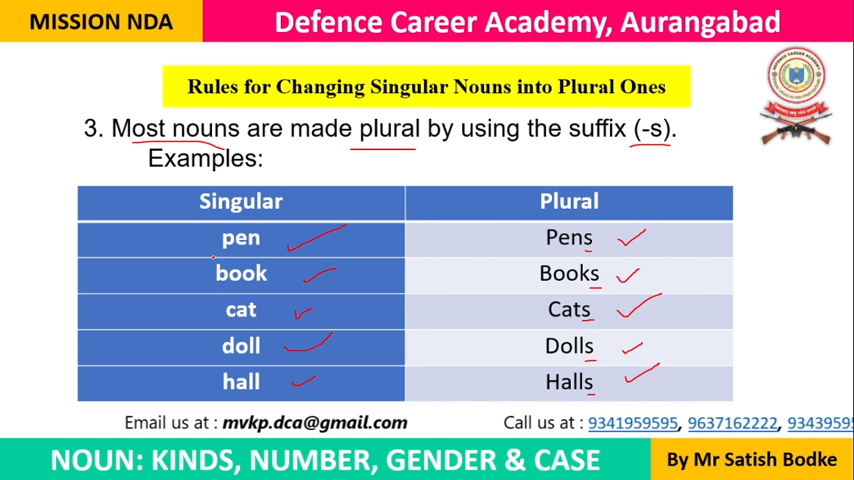 MISSION NDA
Defence Career Academy, Aurangabad
Rules for Changing Singular Nouns into Plural Ones
3. Most nouns are made plural by using the suffix (-s).
Examples:
Singular Plural
pen Pens
book Books
cat Cats
doll Dolls
hall Halls
Email us at : mvkp.dca@gmail.com Call us at : 9341959595, 9637162222, 9343959
NOUN: KINDS, NUMBER, GENDER & CASE
By Mr Satish Bodke